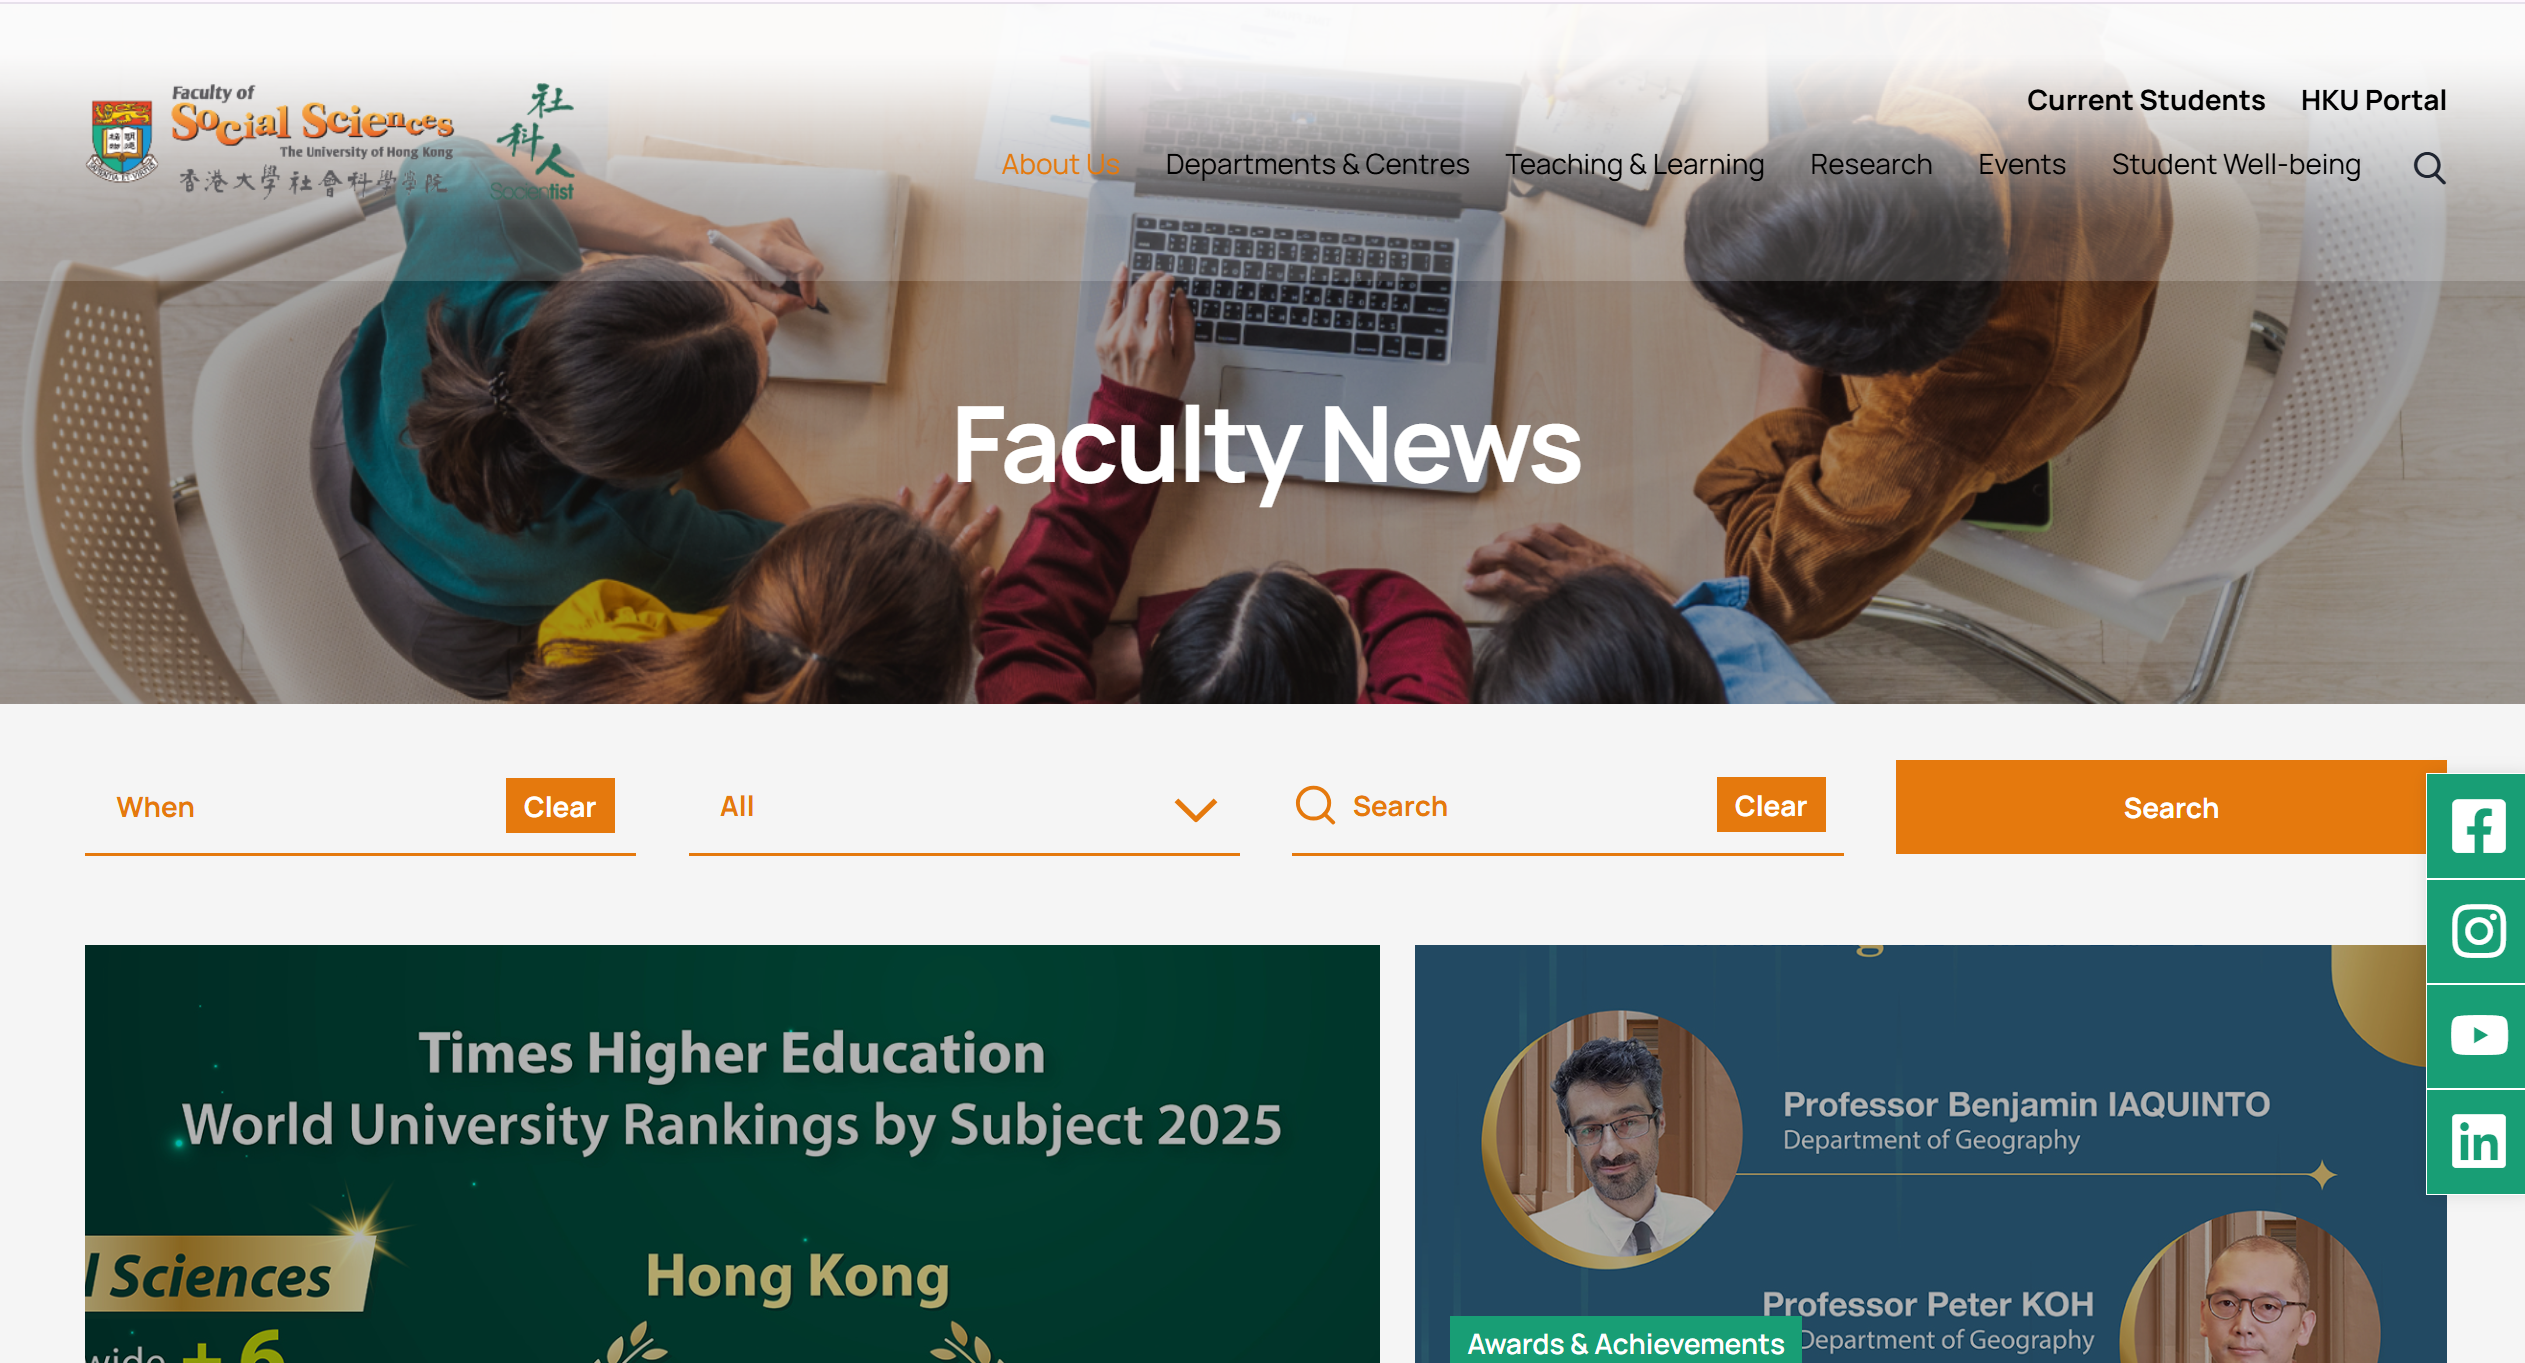 Faculty of
Social Sciences
The University of Hong Kong
香港大學社會科學學院
社
科
人
Socientist
Current Students HKU Portal
About Us Departments & Centres Teaching & Learning Research Events Student Well-being
Faculty News
When Clear All Search Clear Search
Times Higher Education
World University Rankings by Subject 2025
Sciences
Hong Kong
+ 6
Professor Benjamin IAQUINTO
Department of Geography
Professor Peter KOH
Department of Geography
Awards & Achievements